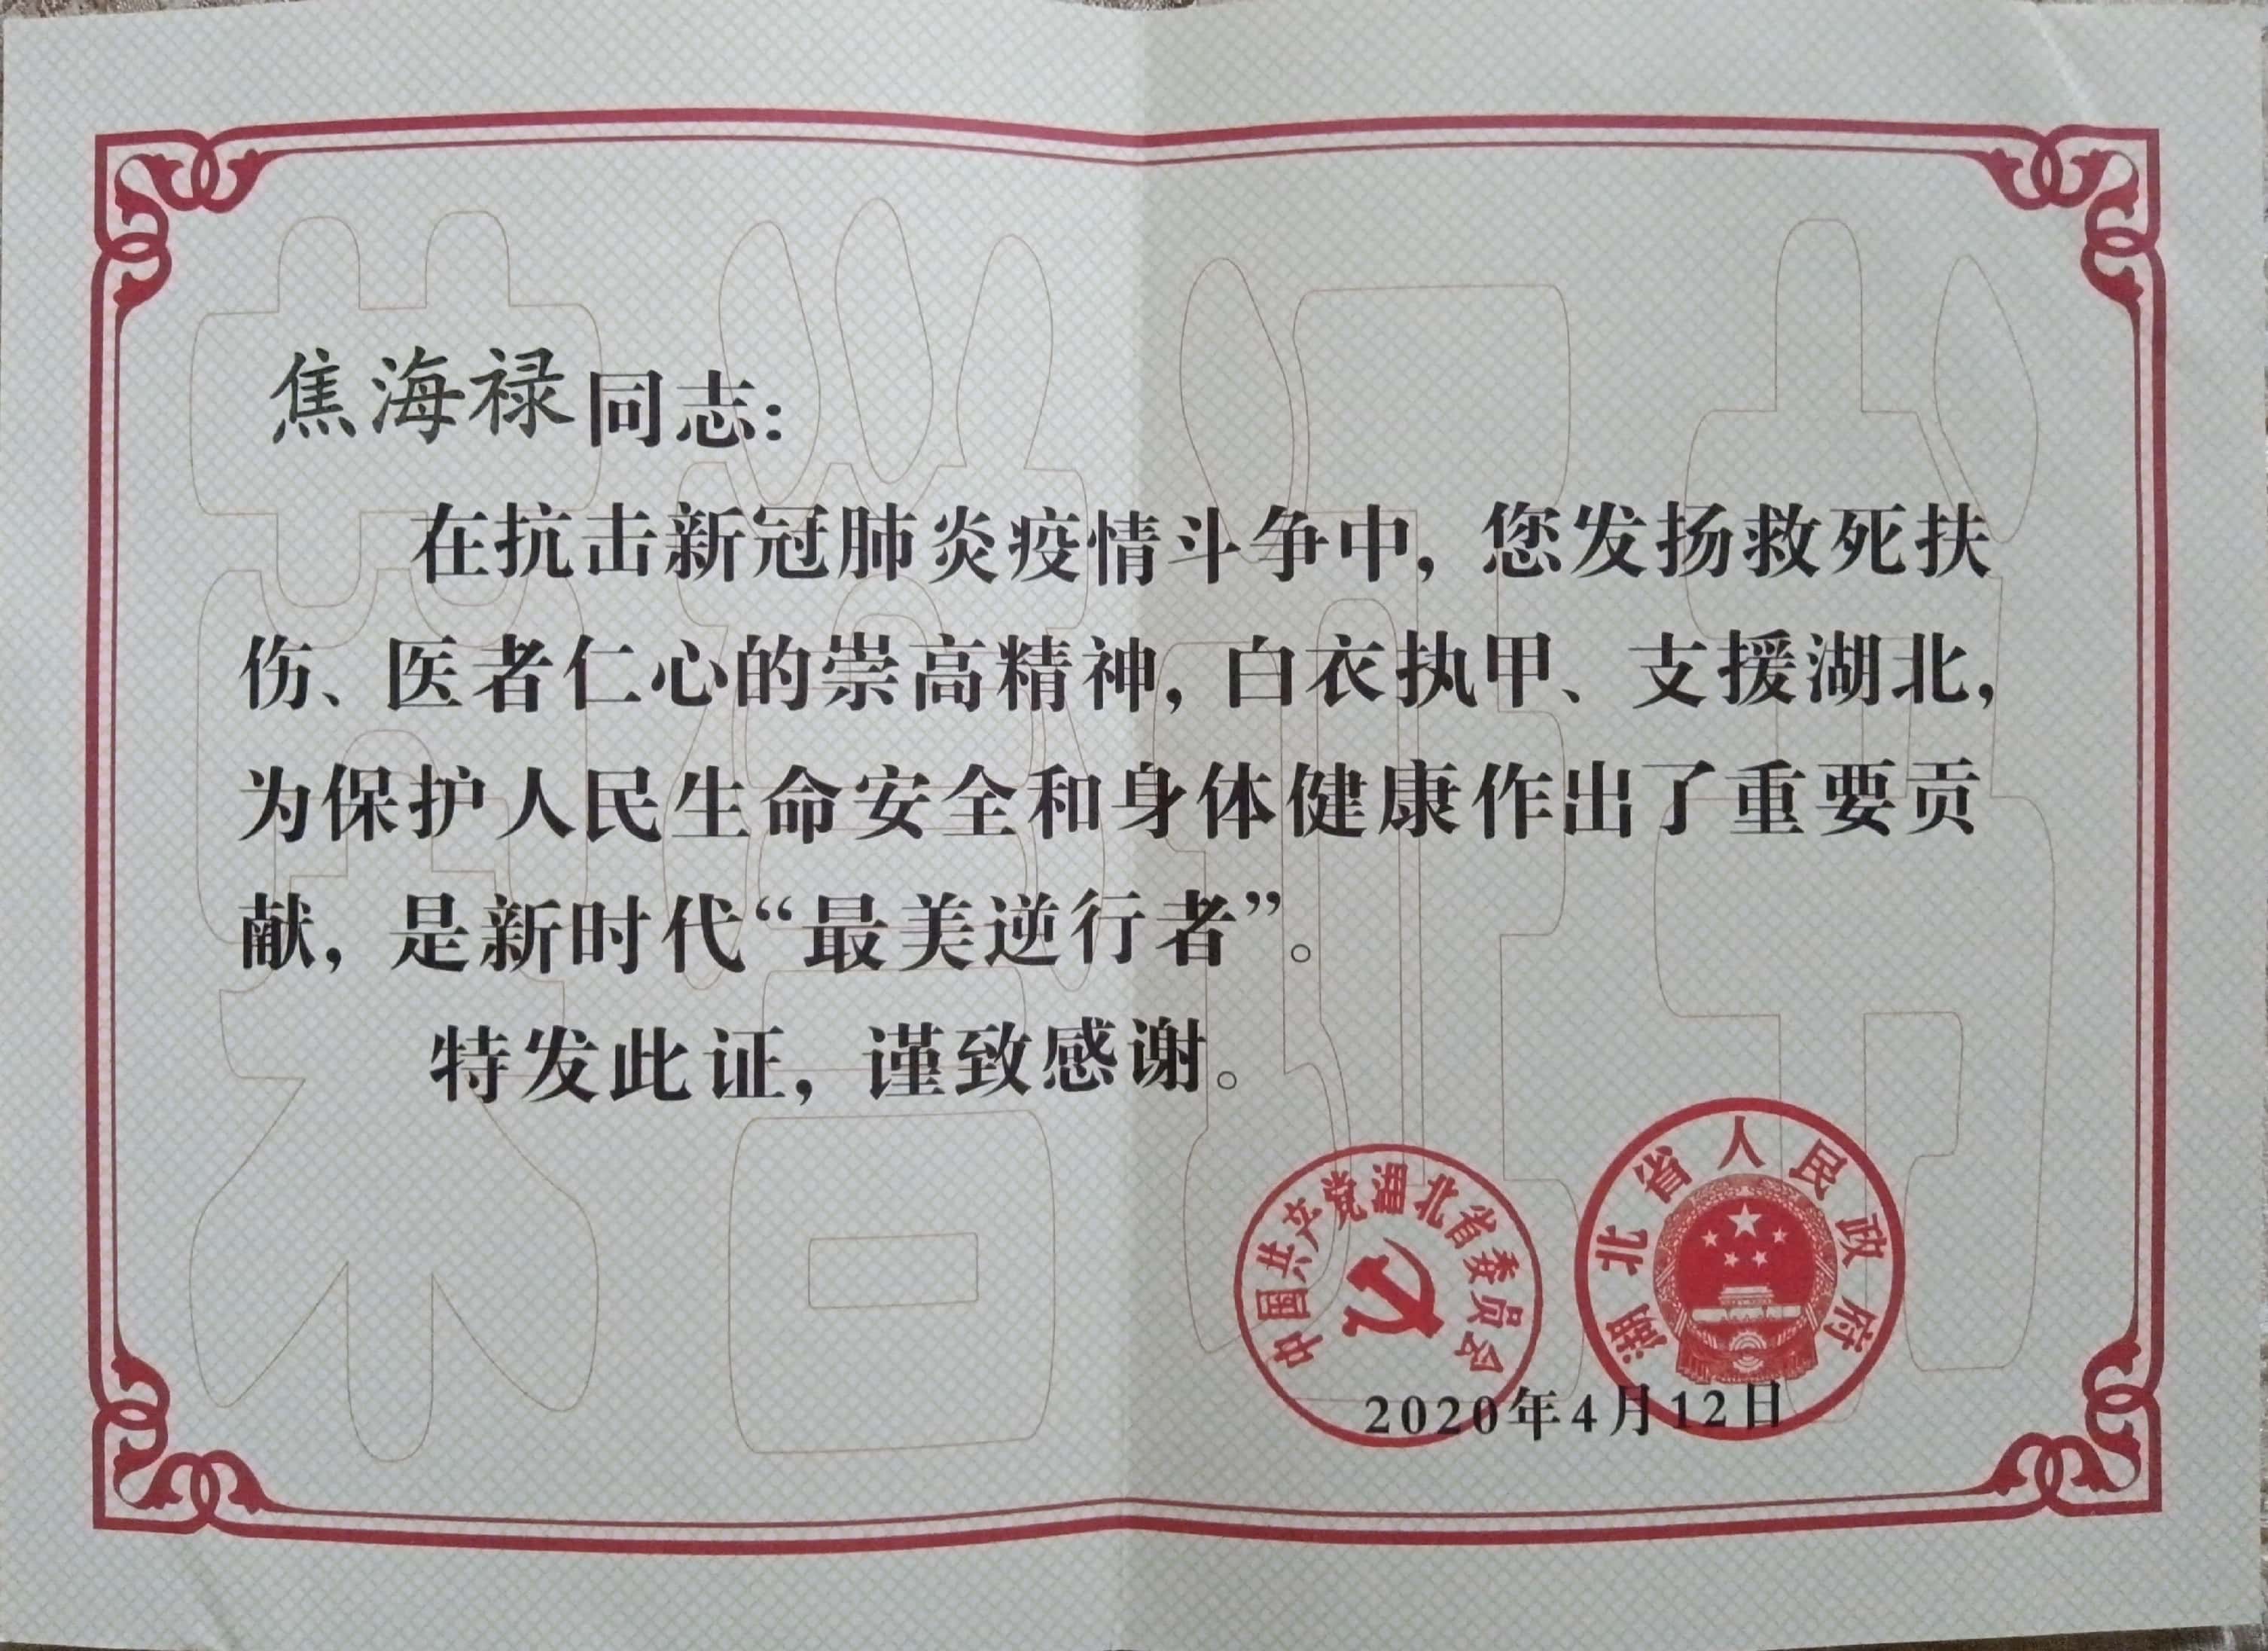 焦海禄同志：
在抗击新冠肺炎疫情斗争中，您发扬救死扶
伤、医者仁心的崇高精神，白衣执甲、支援湖北，
为保护人民生命安全和身体健康作出了重要贡
献，是新时代“最美逆行者”。
特发此证，谨致感谢。
中国共产党湖北省委员会
湖北省人民政府
2020年4月12日